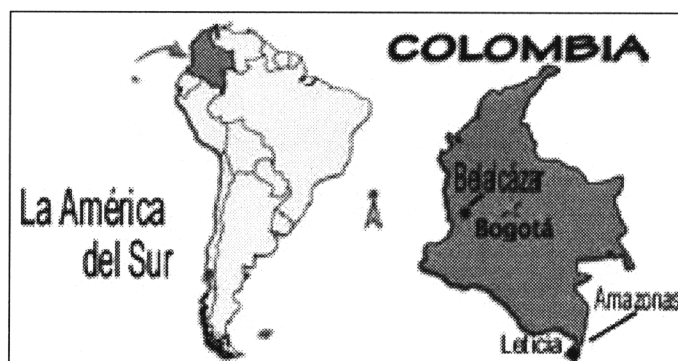 COLOMBIA
La América
del Sur
Belalcázar
Bogotá
Amazonas
Leticia